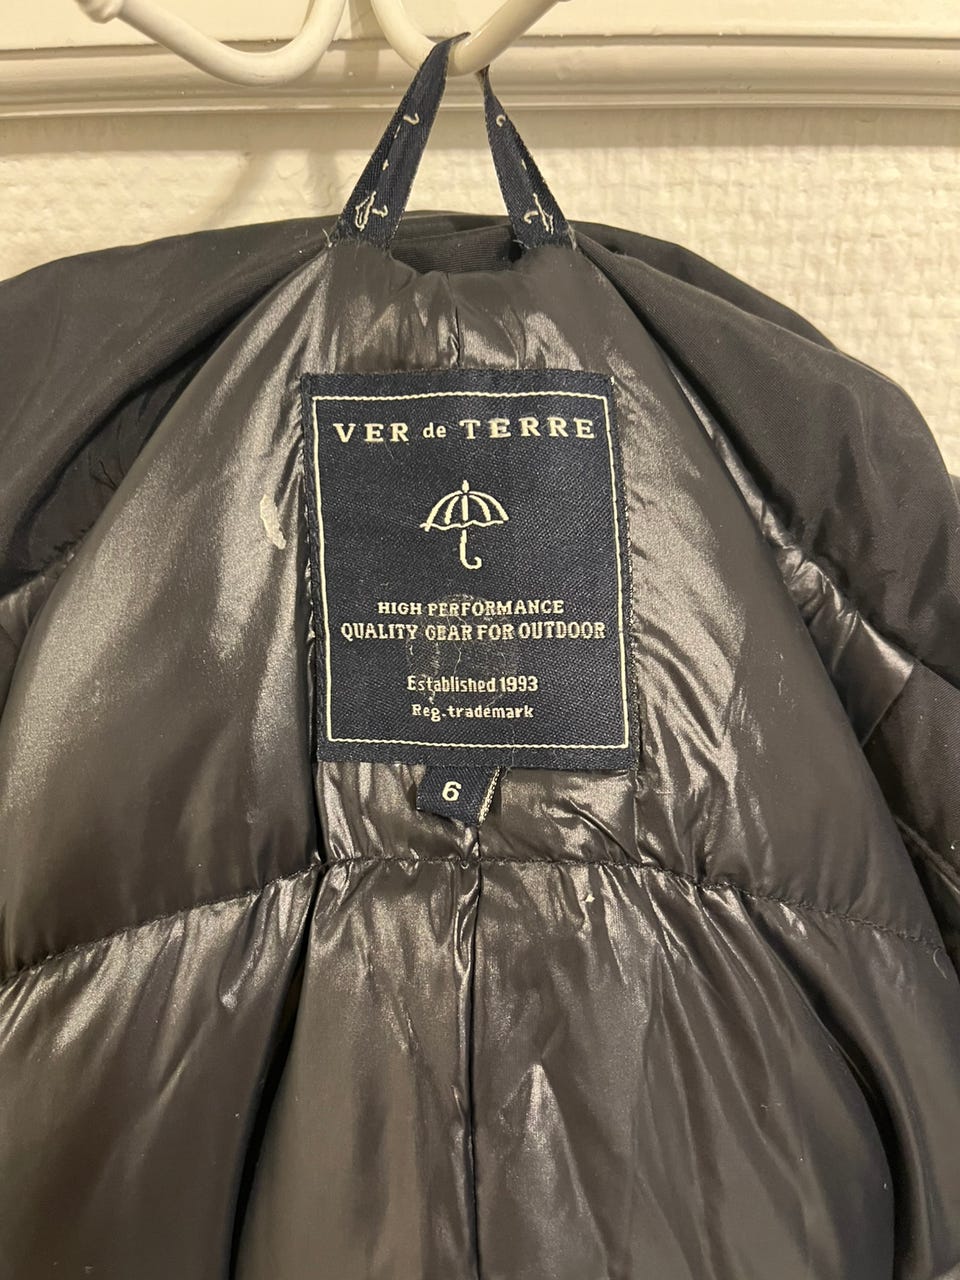 VER de TERRE
HIGH PERFORMANCE
QUALITY GEAR FOR OUTDOOR
Established 1993
Reg. trademark
6